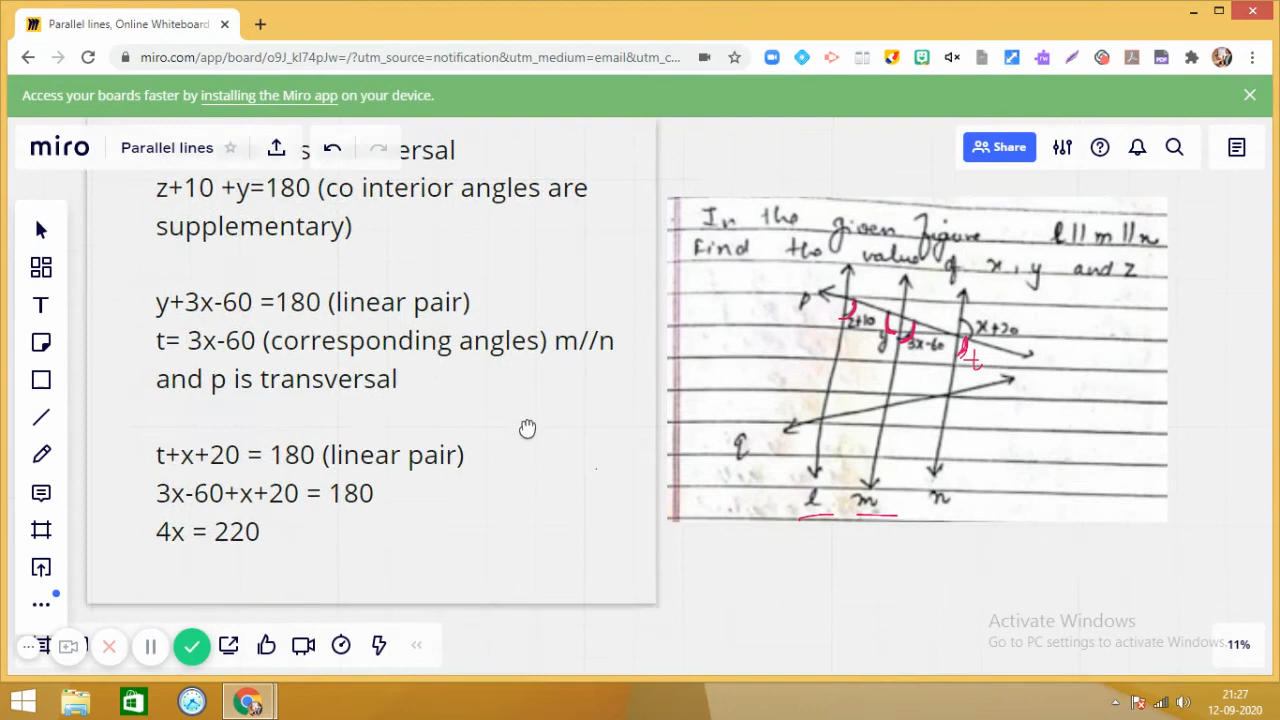 Parallel lines, Online Whiteboard
miro.com/app/board/o9J_kl74pJw=/?utm_source=notification&utm_medium=email&utm_c...
Access your boards faster by installing the Miro app on your device.
miro
Parallel lines
Share
ersal
z+10 +y=180 (co interior angles are
supplementary)
y+3x-60 =180 (linear pair)
t= 3x-60 (corresponding angles) m//n
and p is transversal
t+x+20 = 180 (linear pair)
3x-60+x+20 = 180
4x = 220
In the given figure l || m || n
Find the value of x, y and z
p
z+10
y
3x-60
x+20
t
q
l m n
Activate Windows
Go to PC settings to activate Windows.
11%
21:27
12-09-2020